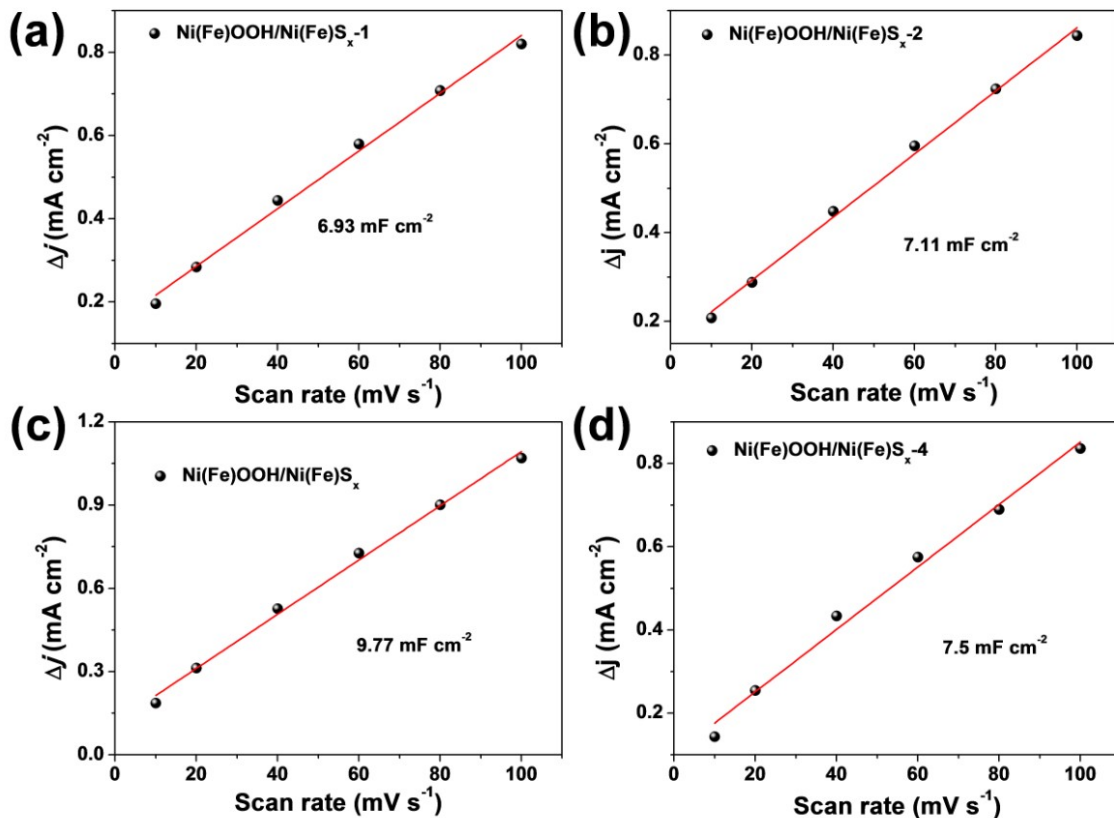 (a)
Ni(Fe)OOH/Ni(Fe)Sₓ-1
6.93 mF cm⁻²
Δj (mA cm⁻²)
0.8
0.6
0.4
0.2
0 20 40 60 80 100
Scan rate (mV s⁻¹)
(b)
Ni(Fe)OOH/Ni(Fe)Sₓ-2
7.11 mF cm⁻²
Δj (mA cm⁻²)
0.8
0.6
0.4
0.2
0 20 40 60 80 100
Scan rate (mV s⁻¹)
(c)
Ni(Fe)OOH/Ni(Fe)Sₓ
9.77 mF cm⁻²
Δj (mA cm⁻²)
1.2
0.9
0.6
0.3
0.0
0 20 40 60 80 100
Scan rate (mV s⁻¹)
(d)
Ni(Fe)OOH/Ni(Fe)Sₓ-4
7.5 mF cm⁻²
Δj (mA cm⁻²)
0.8
0.6
0.4
0.2
0 20 40 60 80 100
Scan rate (mV s⁻¹)